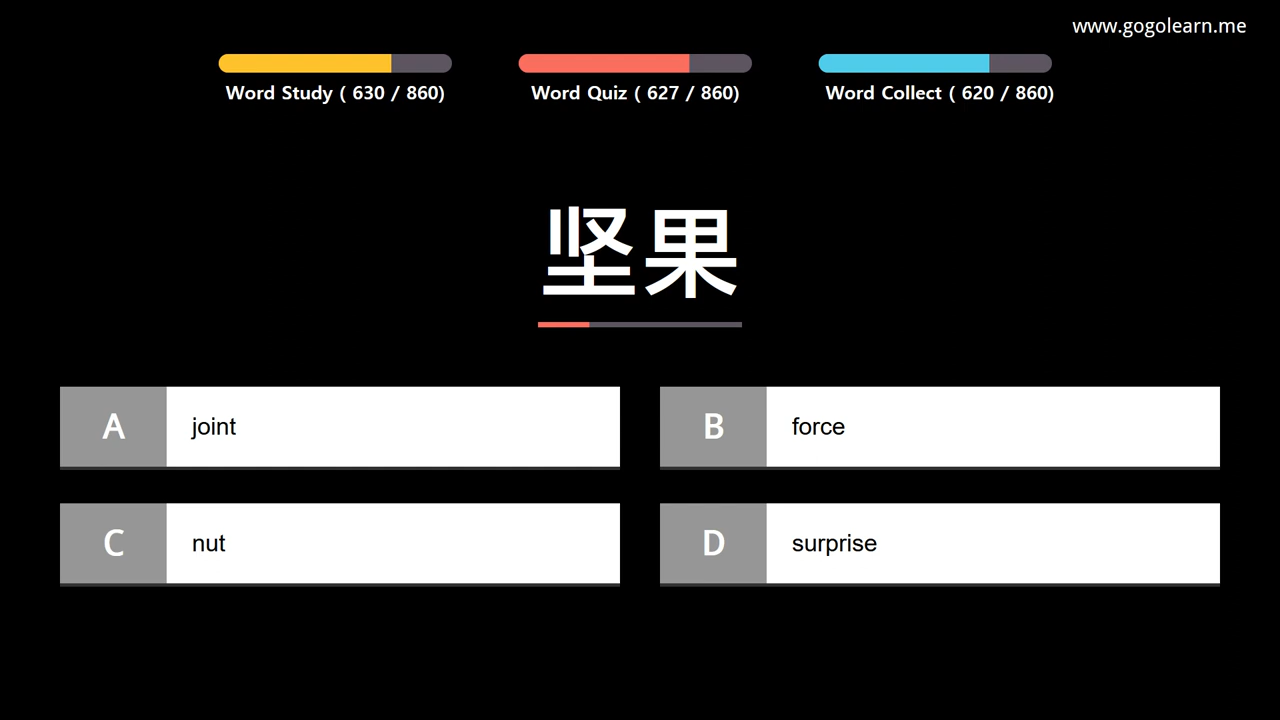 www.gogolearn.me
Word Study ( 630 / 860)
Word Quiz ( 627 / 860)
Word Collect ( 620 / 860)
坚果
A joint
B force
C nut
D surprise